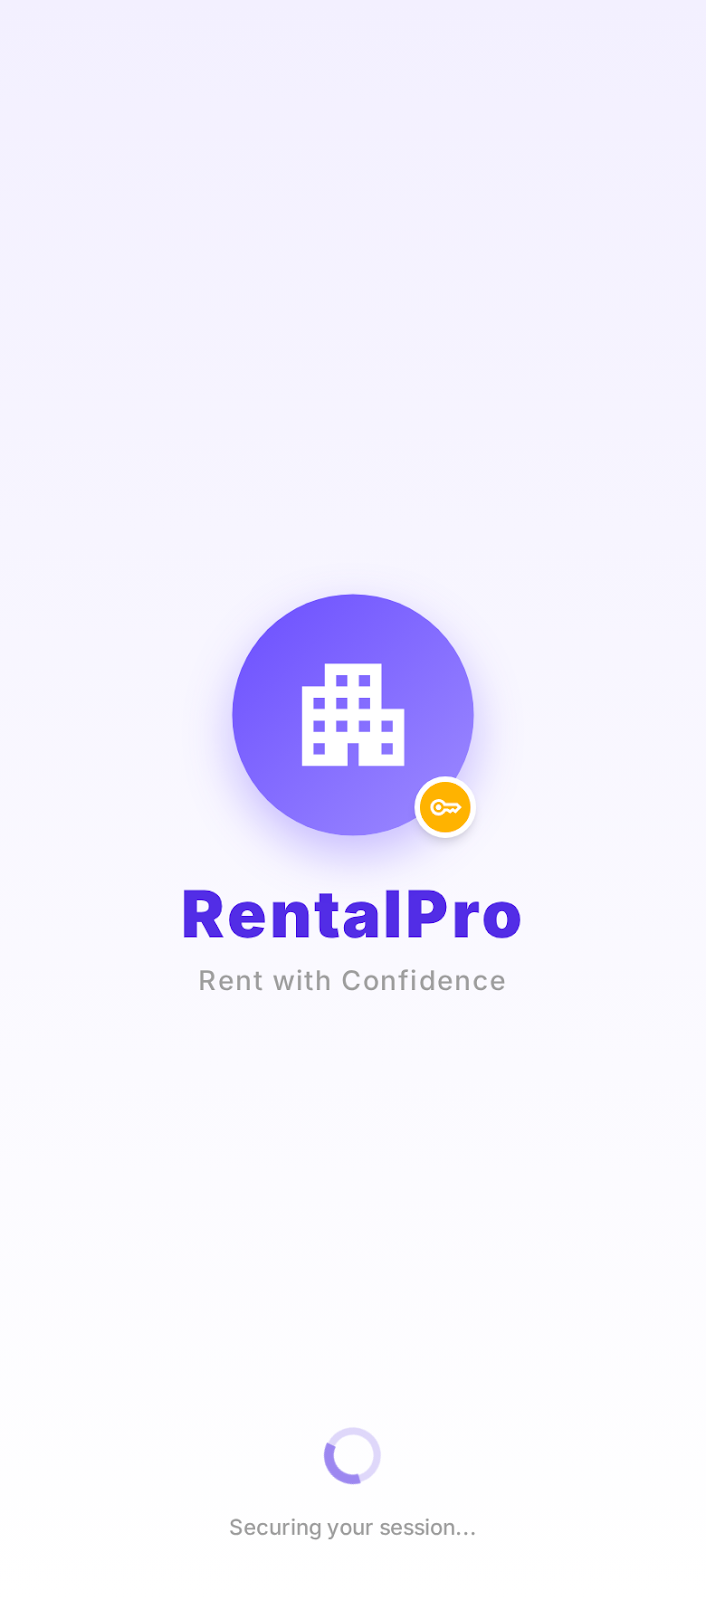 RentalPro
Rent with Confidence
Securing your session...